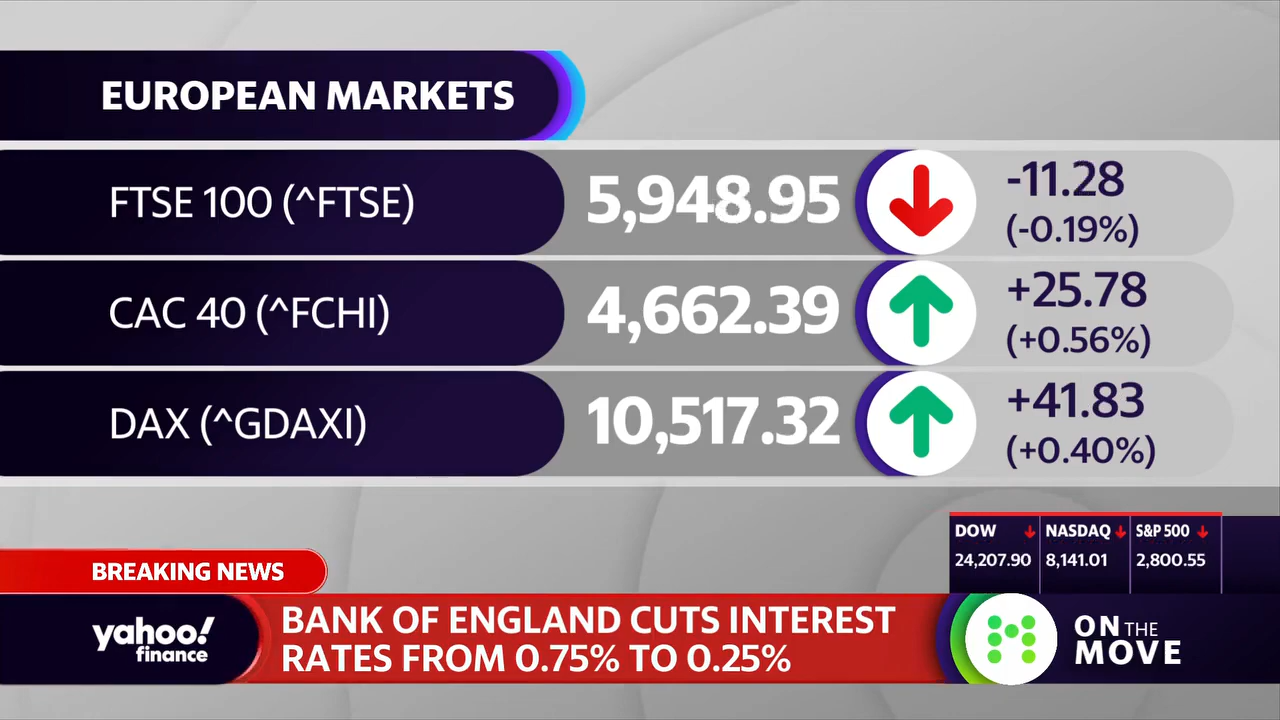 EUROPEAN MARKETS
FTSE 100 (^FTSE) 5,948.95 -11.28
(-0.19%)
CAC 40 (^FCHI) 4,662.39 +25.78
(+0.56%)
DAX (^GDAXI) 10,517.32 +41.83
(+0.40%)
DOW NASDAQ S&P 500
24,207.90 8,141.01 2,800.55
BREAKING NEWS
yahoo!
finance
BANK OF ENGLAND CUTS INTEREST
RATES FROM 0.75% TO 0.25%
ON THE
MOVE